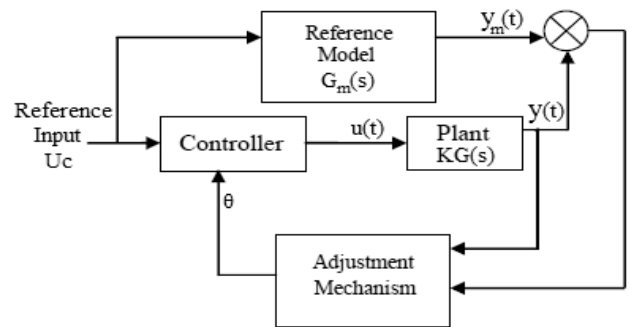 Reference
Model
G_m(s)
y_m(t)
Reference
Input
Uc
Controller
u(t)
Plant
KG(s)
y(t)
θ
Adjustment
Mechanism